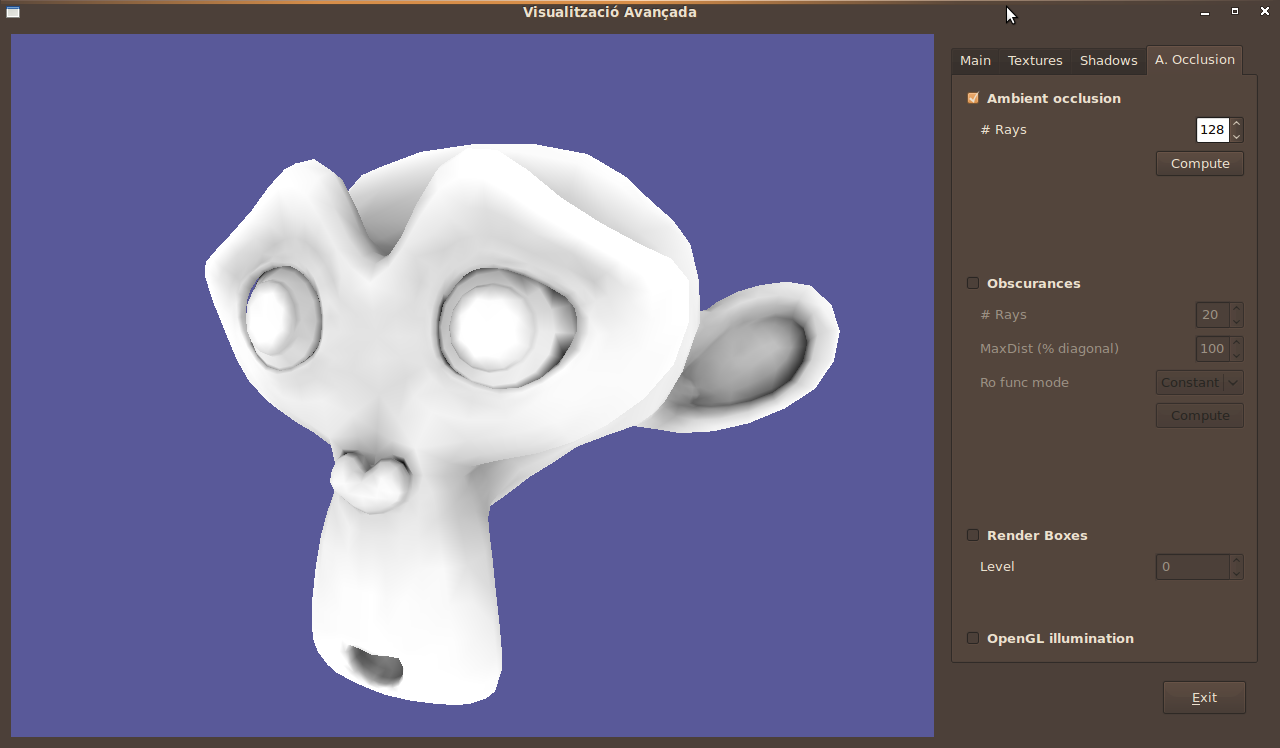 Visualització Avançada
Main Textures Shadows A. Occlusion
Ambient occlusion
# Rays 128
Compute
Obscurances
# Rays 20
MaxDist (% diagonal) 100
Ro func mode Constant
Compute
Render Boxes
Level 0
OpenGL illumination
Exit